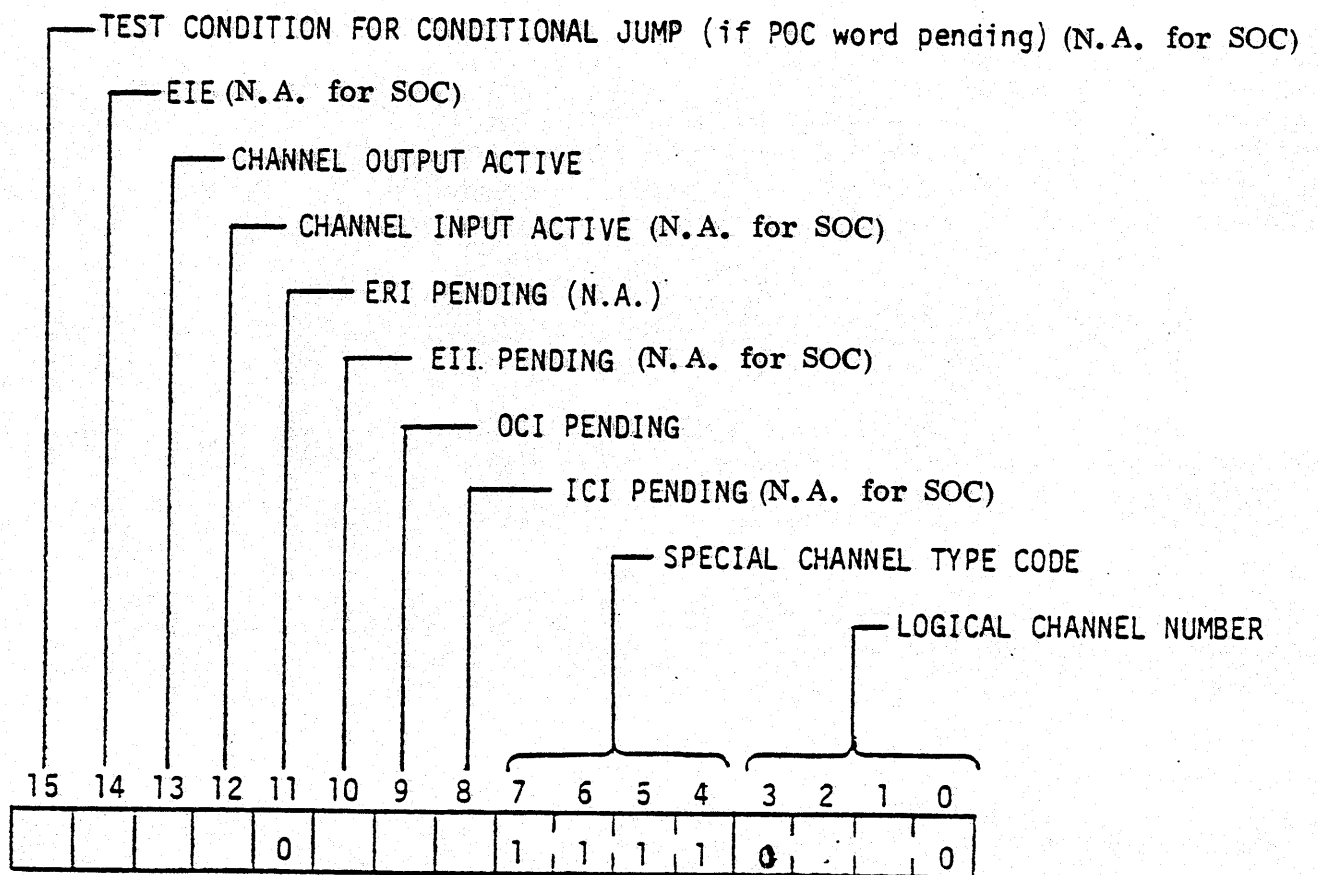 TEST CONDITION FOR CONDITIONAL JUMP (if POC word pending) (N.A. for SOC)
EIE (N.A. for SOC)
CHANNEL OUTPUT ACTIVE
CHANNEL INPUT ACTIVE (N.A. for SOC)
ERI PENDING (N.A.)
EII. PENDING (N.A. for SOC)
OCI PENDING
ICI PENDING (N.A. for SOC)
SPECIAL CHANNEL TYPE CODE
LOGICAL CHANNEL NUMBER
15 14 13 12 11 10 9 8 7 6 5 4 3 2 1 0
0 1 1 1 1 0 0